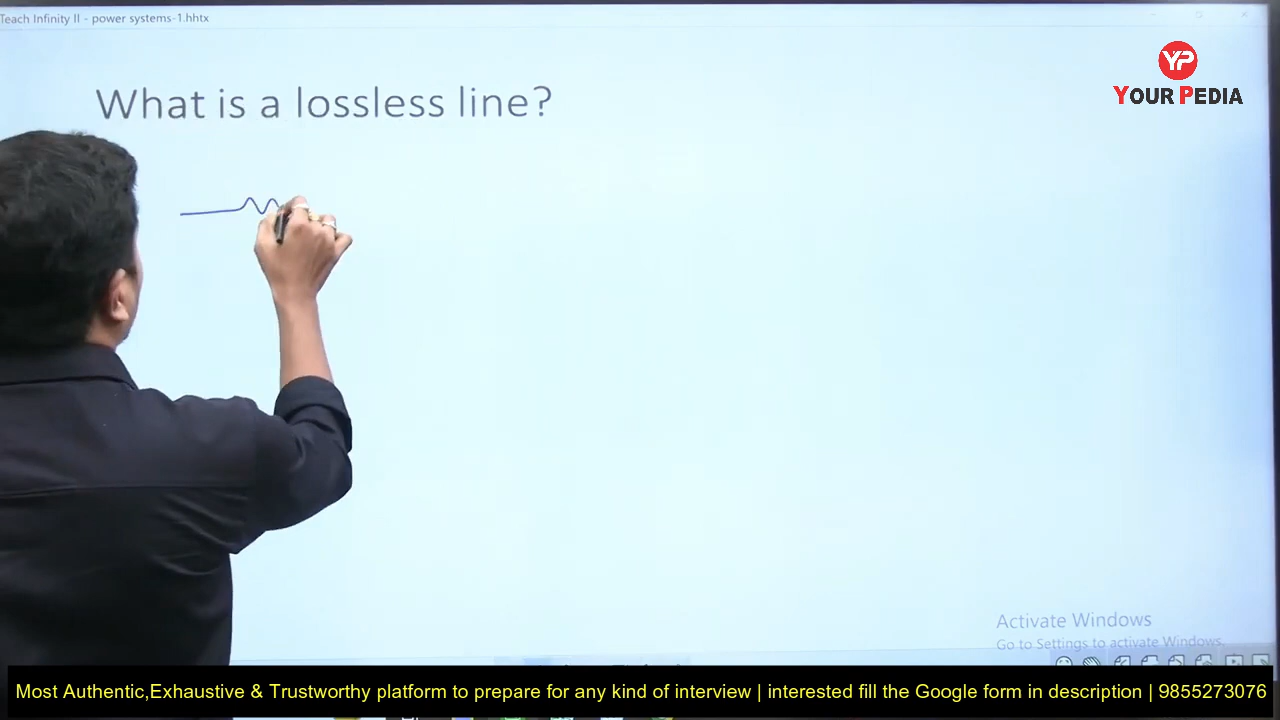 Teach Infinity II - power systems-1.hhtx
YP
YOUR PEDIA
What is a lossless line?
Activate Windows
Go to Settings to activate Windows.
Most Authentic,Exhaustive & Trustworthy platform to prepare for any kind of interview | interested fill the Google form in description | 9855273076